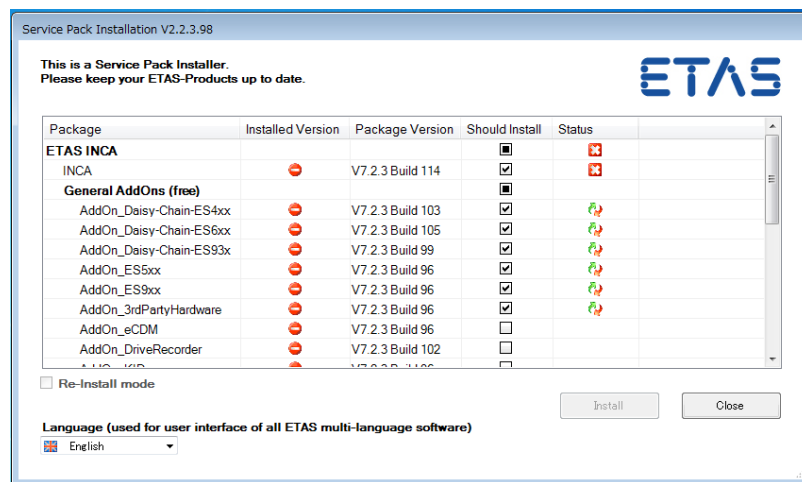 Service Pack Installation V2.2.3.98
This is a Service Pack Installer.
Please keep your ETAS-Products up to date.
ETAS
Package Installed Version Package Version Should Install Status
ETAS INCA
INCA V7.2.3 Build 114
General AddOns (free)
AddOn_Daisy-Chain-ES4xx V7.2.3 Build 103
AddOn_Daisy-Chain-ES6xx V7.2.3 Build 105
AddOn_Daisy-Chain-ES93x V7.2.3 Build 99
AddOn_ES5xx V7.2.3 Build 96
AddOn_ES9xx V7.2.3 Build 96
AddOn_3rdPartyHardware V7.2.3 Build 96
AddOn_eCDM V7.2.3 Build 96
AddOn_DriveRecorder V7.2.3 Build 102
Re-Install mode
Install Close
Language (used for user interface of all ETAS multi-language software)
English